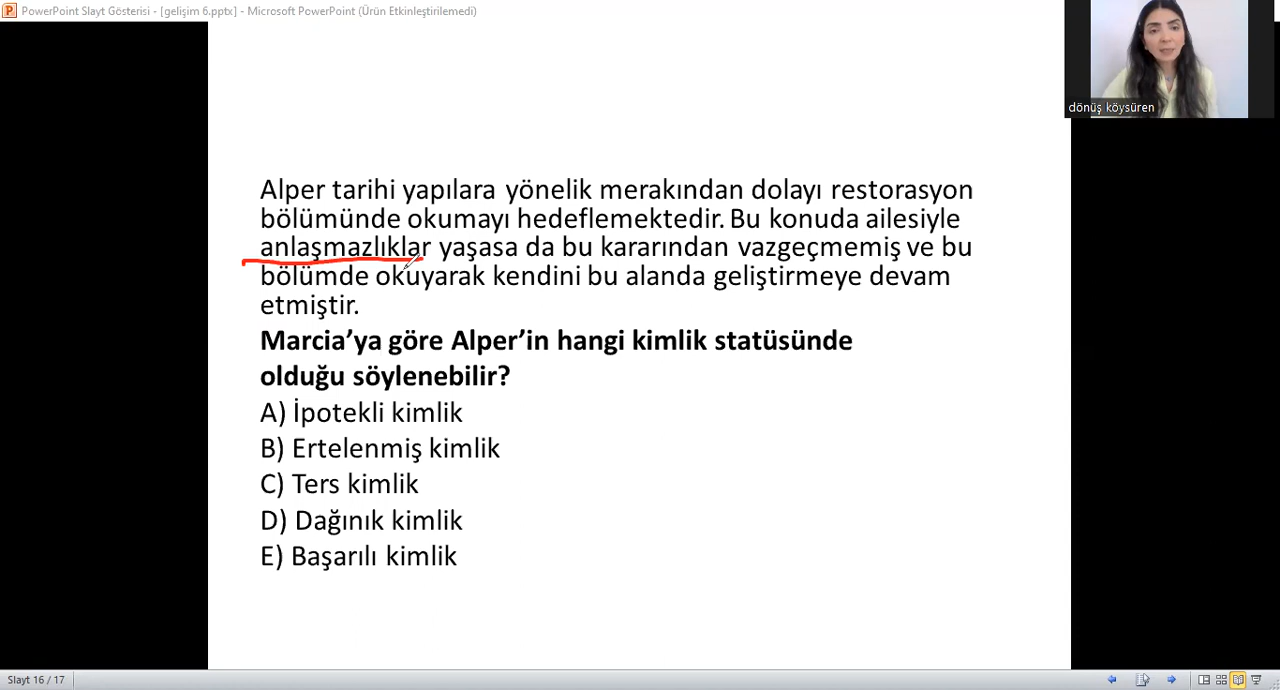 PowerPoint Slayt Gösterisi - [gelişim 6.pptx] - Microsoft PowerPoint (Ürün Etkinleştirilemedi)
dönüş köysüren
Alper tarihi yapılara yönelik merakından dolayı restorasyon
bölümünde okumayı hedeflemektedir. Bu konuda ailesiyle
anlaşmazlıklar yaşasa da bu kararından vazgeçmemiş ve bu
bölümde okuyarak kendini bu alanda geliştirmeye devam
etmiştir.
Marcia’ya göre Alper’in hangi kimlik statüsünde
olduğu söylenebilir?
A) İpotekli kimlik
B) Ertelenmiş kimlik
C) Ters kimlik
D) Dağınık kimlik
E) Başarılı kimlik
Slayt 16 / 17